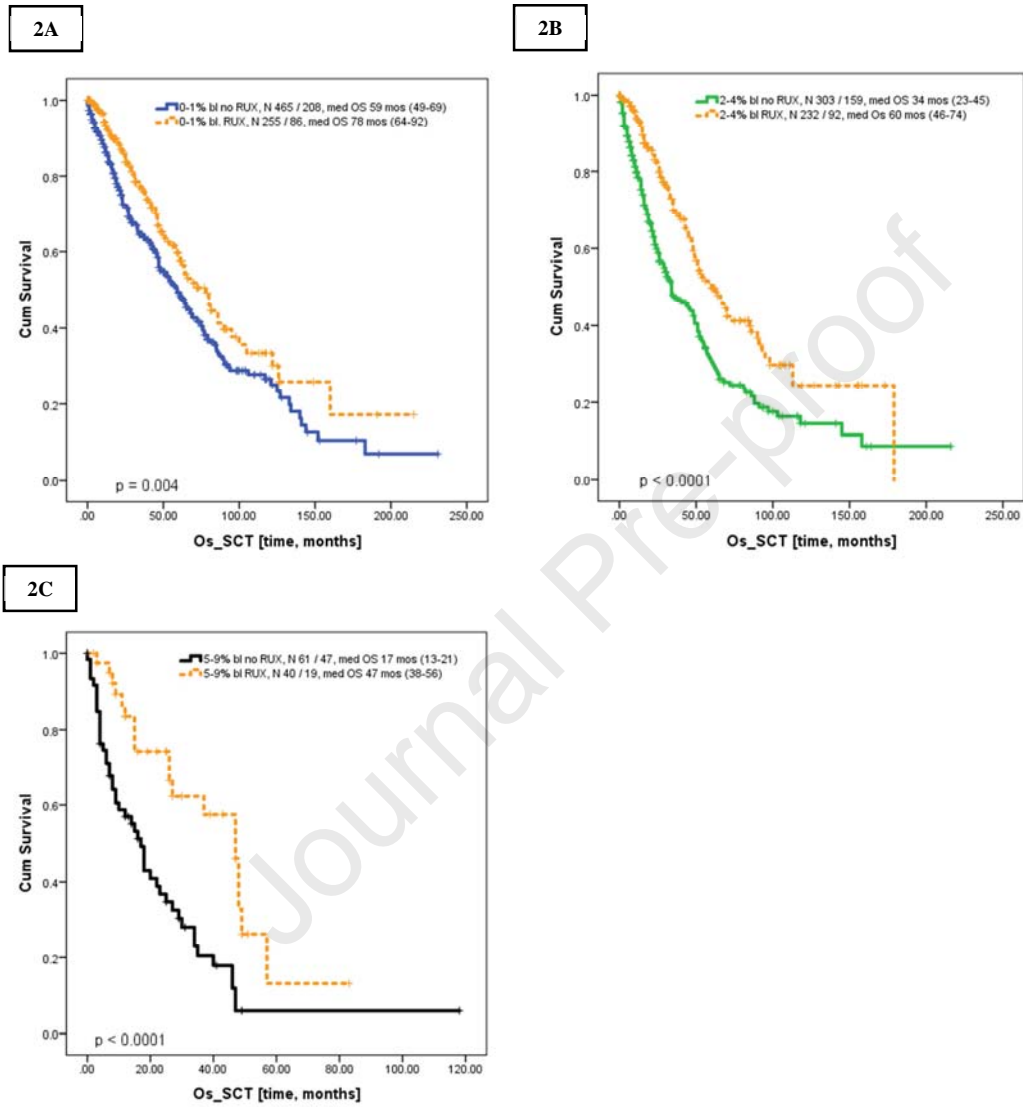 2A
0-1% bl no RUX, N 465 / 208, med OS 59 mos (49-69)
0-1% bl. RUX, N 255 / 86, med OS 78 mos (64-92)
Cum Survival
1.0
0.8
0.6
0.4
0.2
0.0
p = 0.004
.00 50.00 100.00 150.00 200.00 250.00
Os_SCT [time, months]
2B
2-4% bl no RUX, N 303 / 159, med OS 34 mos (23-45)
2-4% bl RUX, N 232 / 92, med Os 60 mos (46-74)
Cum Survival
1.0
0.8
0.6
0.4
0.2
0.0
p < 0.0001
.00 50.00 100.00 150.00 200.00 250.00
Os_SCT [time, months]
2C
5-9% bl no RUX, N 61 / 47, med OS 17 mos (13-21)
5-9% bl RUX, N 40 / 19, med OS 47 mos (38-56)
Cum Survival
1.0
0.8
0.6
0.4
0.2
0.0
p < 0.0001
.00 20.00 40.00 60.00 80.00 100.00 120.00
Os_SCT [time, months]
Journal Pre-proof